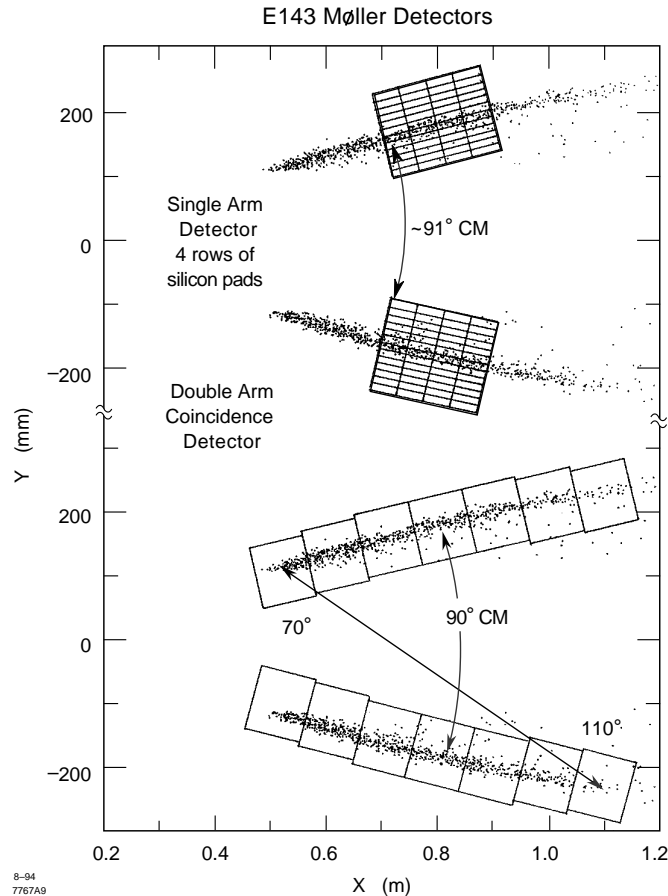 E143 Møller Detectors
200
Single Arm
Detector
4 rows of
silicon pads
~91° CM
0
−200
Double Arm
Coincidence
Detector
Y (mm)
200
70°
90° CM
0
110°
−200
0.2
0.4
0.6
0.8
1.0
1.2
X (m)
8–94
7767A9